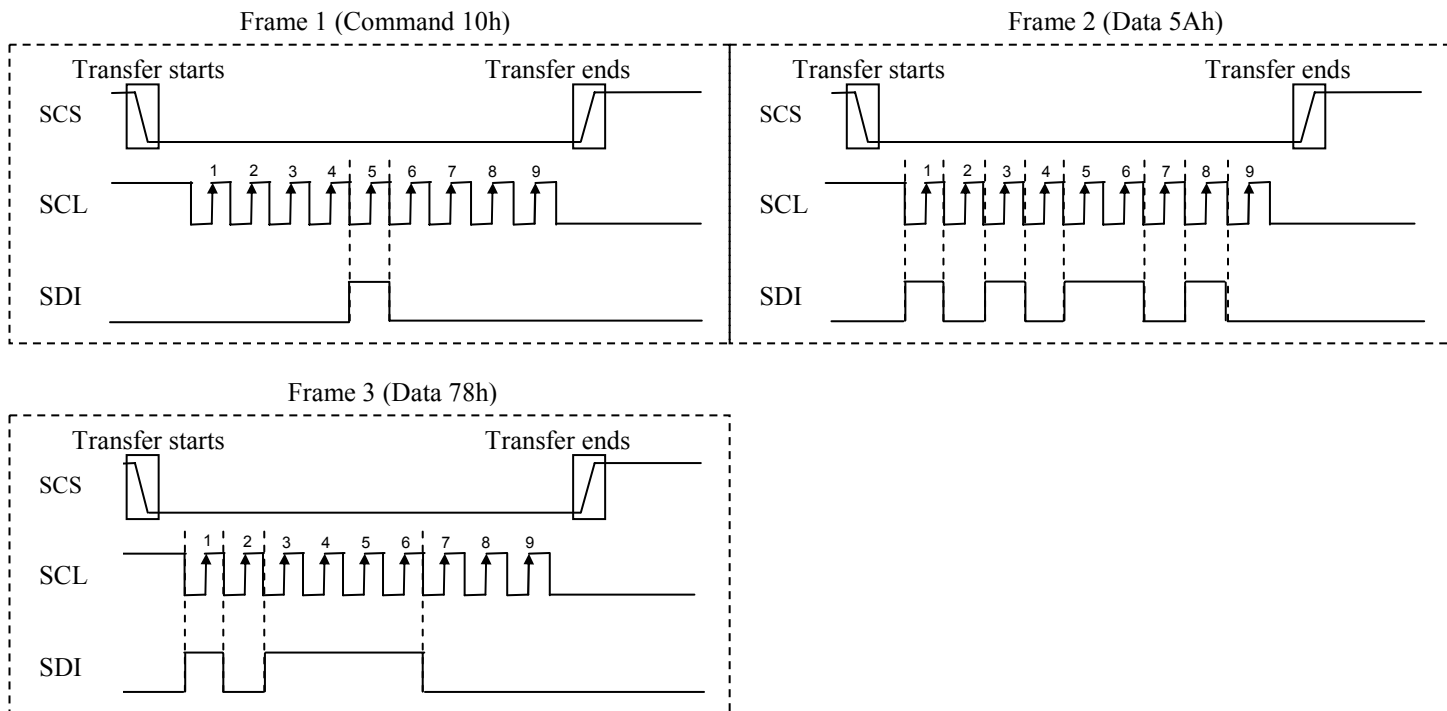 Frame 1 (Command 10h)
Transfer starts Transfer ends
SCS
1 2 3 4 5 6 7 8 9
SCL
SDI
Frame 2 (Data 5Ah)
Transfer starts Transfer ends
SCS
1 2 3 4 5 6 7 8 9
SCL
SDI
Frame 3 (Data 78h)
Transfer starts Transfer ends
SCS
1 2 3 4 5 6 7 8 9
SCL
SDI